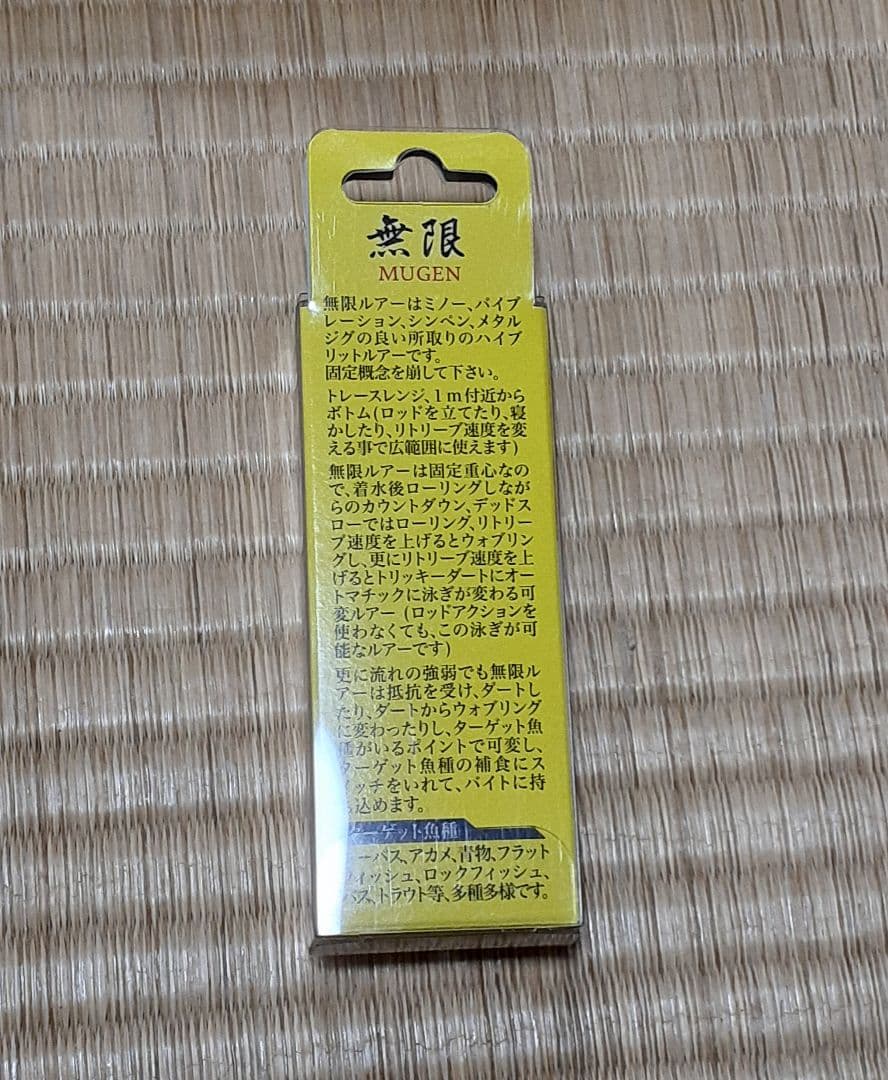 無限
MUGEN
無限ルアーはミノー、バイブ
レーション、シンペン、メタル
ジグの良い所取りのハイブ
リットルアーです。
固定概念を崩して下さい。
トレースレンジ、1m付近から
ボトム(ロッドを立てたり、寝
かしたり、リトリーブ速度を変
える事で広範囲に使えます)
無限ルアーは固定重心なの
で、着水後ローリングしなが
らのカウントダウン、デッドス
ローではローリング、リトリー
ブ速度を上げるとウォブリン
グし、更にリトリーブ速度を上
げるとトリッキーダートにオー
トマチックに泳ぎが変わる可
変ルアー (ロッドアクションを
使わなくても、この泳ぎが可
能なルアーです)
更に流れの強弱でも無限ル
アーは抵抗を受け、ダートし
たり、ダートからウォブリング
に変わったりし、ターゲット魚
種がいるポイントで可変し、
ターゲット魚種の補食にス
ッチをいれて、バイトに持
込めます。
ターゲット魚種
ーバス、アカメ、青物、フラット
フィッシュ、ロックフィッシュ、
バス、トラウト等、多種多様です。